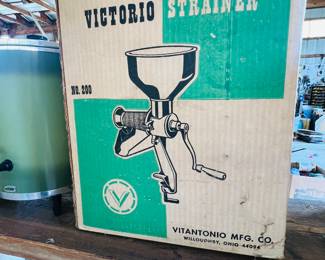 VICTORIO STRAINER
NO. 200
VITANTONIO MFG. CO.
WILLOUGHBY, OHIO 44094